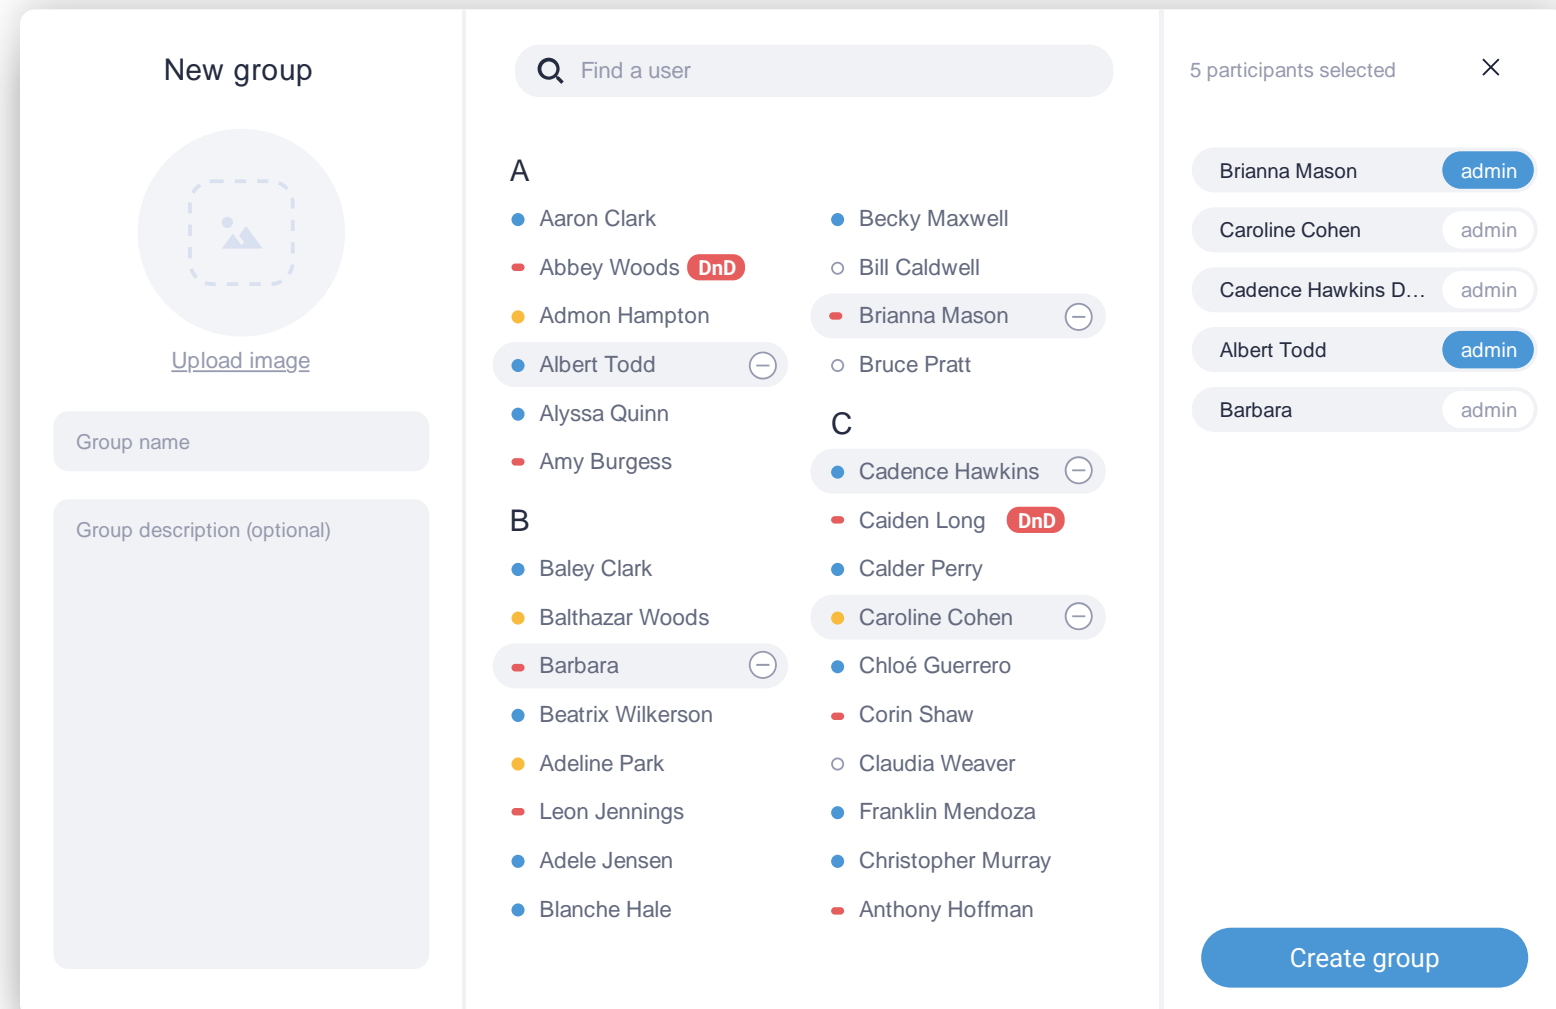 New group
Upload image
Group name
Group description (optional)
Find a user
A
Aaron Clark
Abbey Woods DnD
Admon Hampton
Albert Todd
Alyssa Quinn
Amy Burgess
B
Baley Clark
Balthazar Woods
Barbara
Beatrix Wilkerson
Adeline Park
Leon Jennings
Adele Jensen
Blanche Hale
Becky Maxwell
Bill Caldwell
Brianna Mason
Bruce Pratt
C
Cadence Hawkins
Caiden Long DnD
Calder Perry
Caroline Cohen
Chloé Guerrero
Corin Shaw
Claudia Weaver
Franklin Mendoza
Christopher Murray
Anthony Hoffman
5 participants selected
Brianna Mason admin
Caroline Cohen admin
Cadence Hawkins D... admin
Albert Todd admin
Barbara admin
Create group